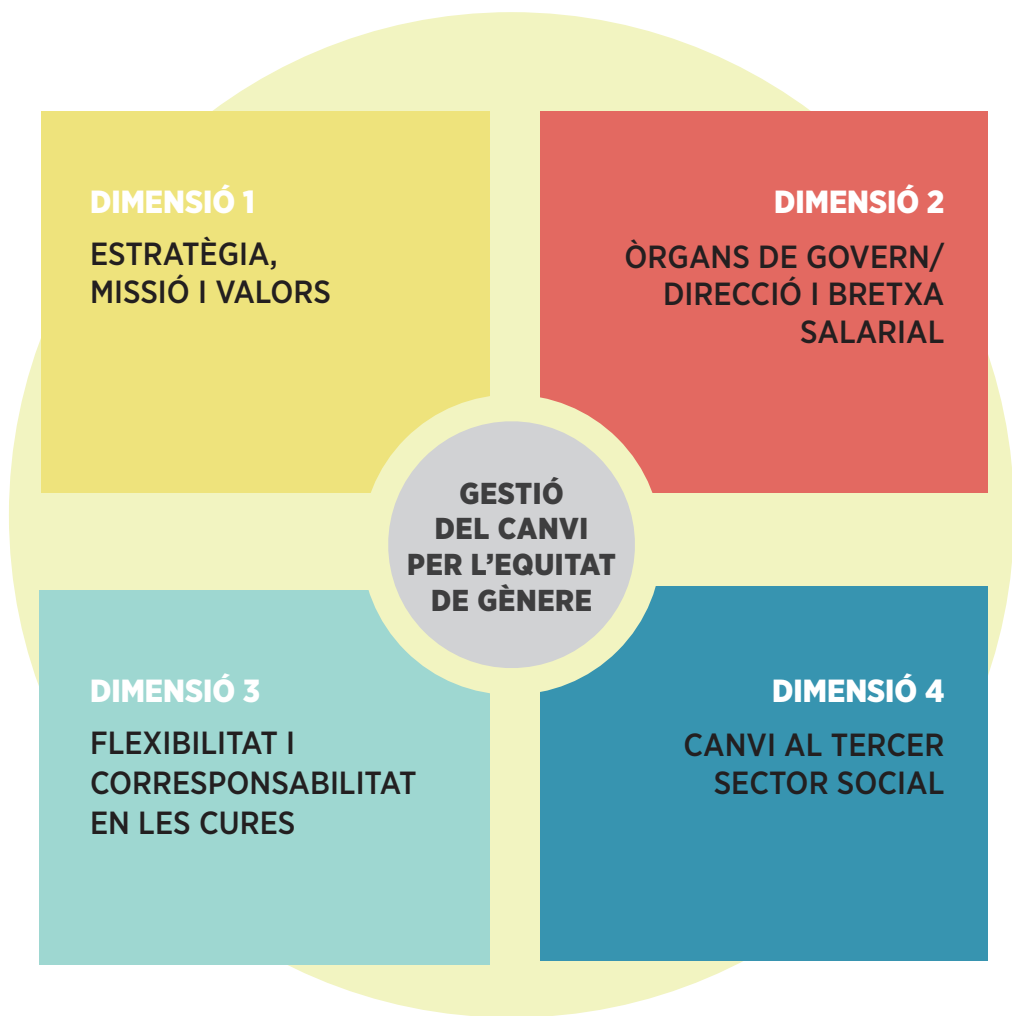 DIMENSIÓ 1
ESTRATÈGIA,
MISSIÓ I VALORS
DIMENSIÓ 2
ÒRGANS DE GOVERN/
DIRECCIÓ I BRETXA
SALARIAL
GESTIÓ
DEL CANVI
PER L'EQUITAT
DE GÈNERE
DIMENSIÓ 3
FLEXIBILITAT I
CORRESPONSABILITAT
EN LES CURES
DIMENSIÓ 4
CANVI AL TERCER
SECTOR SOCIAL